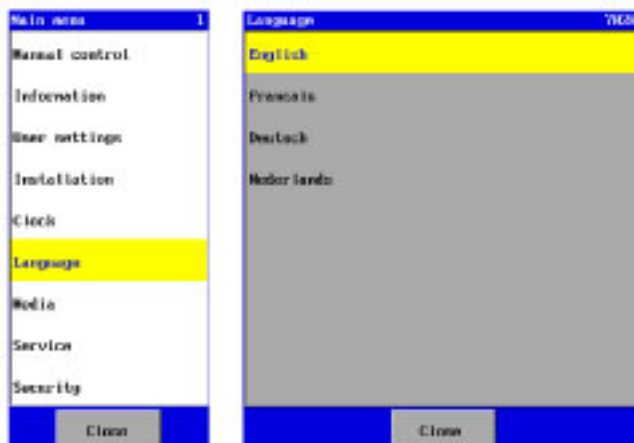 Main menu 1
Manual control
Information
User settings
Installation
Clock
Language
Media
Service
Security
Close
Language
English
Francais
Deutsch
Nederlands
Close